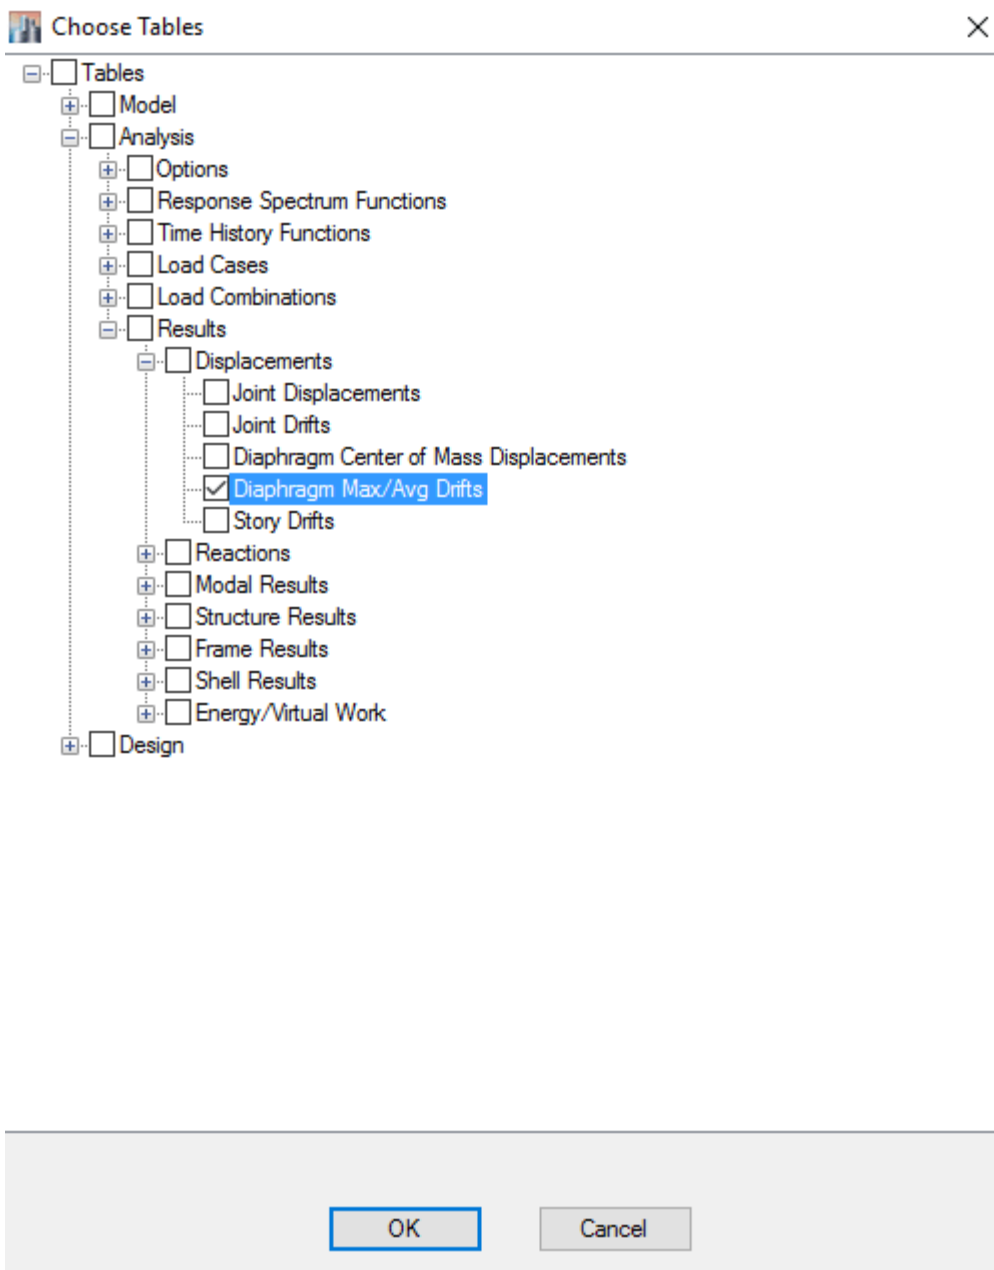 Choose Tables
Tables
Model
Analysis
Options
Response Spectrum Functions
Time History Functions
Load Cases
Load Combinations
Results
Displacements
Joint Displacements
Joint Drifts
Diaphragm Center of Mass Displacements
Diaphragm Max/Avg Drifts
Story Drifts
Reactions
Modal Results
Structure Results
Frame Results
Shell Results
Energy/Virtual Work
Design
OK Cancel